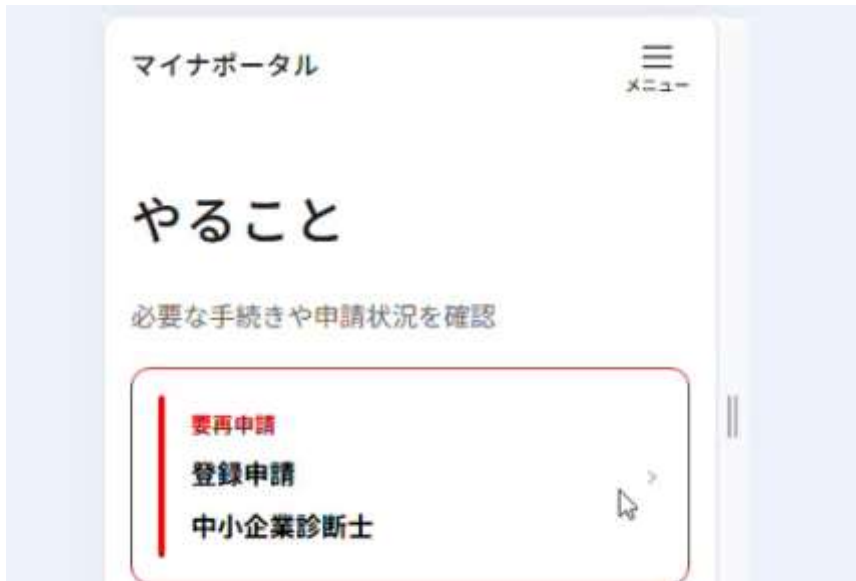 マイナポータル
メニュー
やること
必要な手続きや申請状況を確認
要再申請
登録申請
中小企業診断士